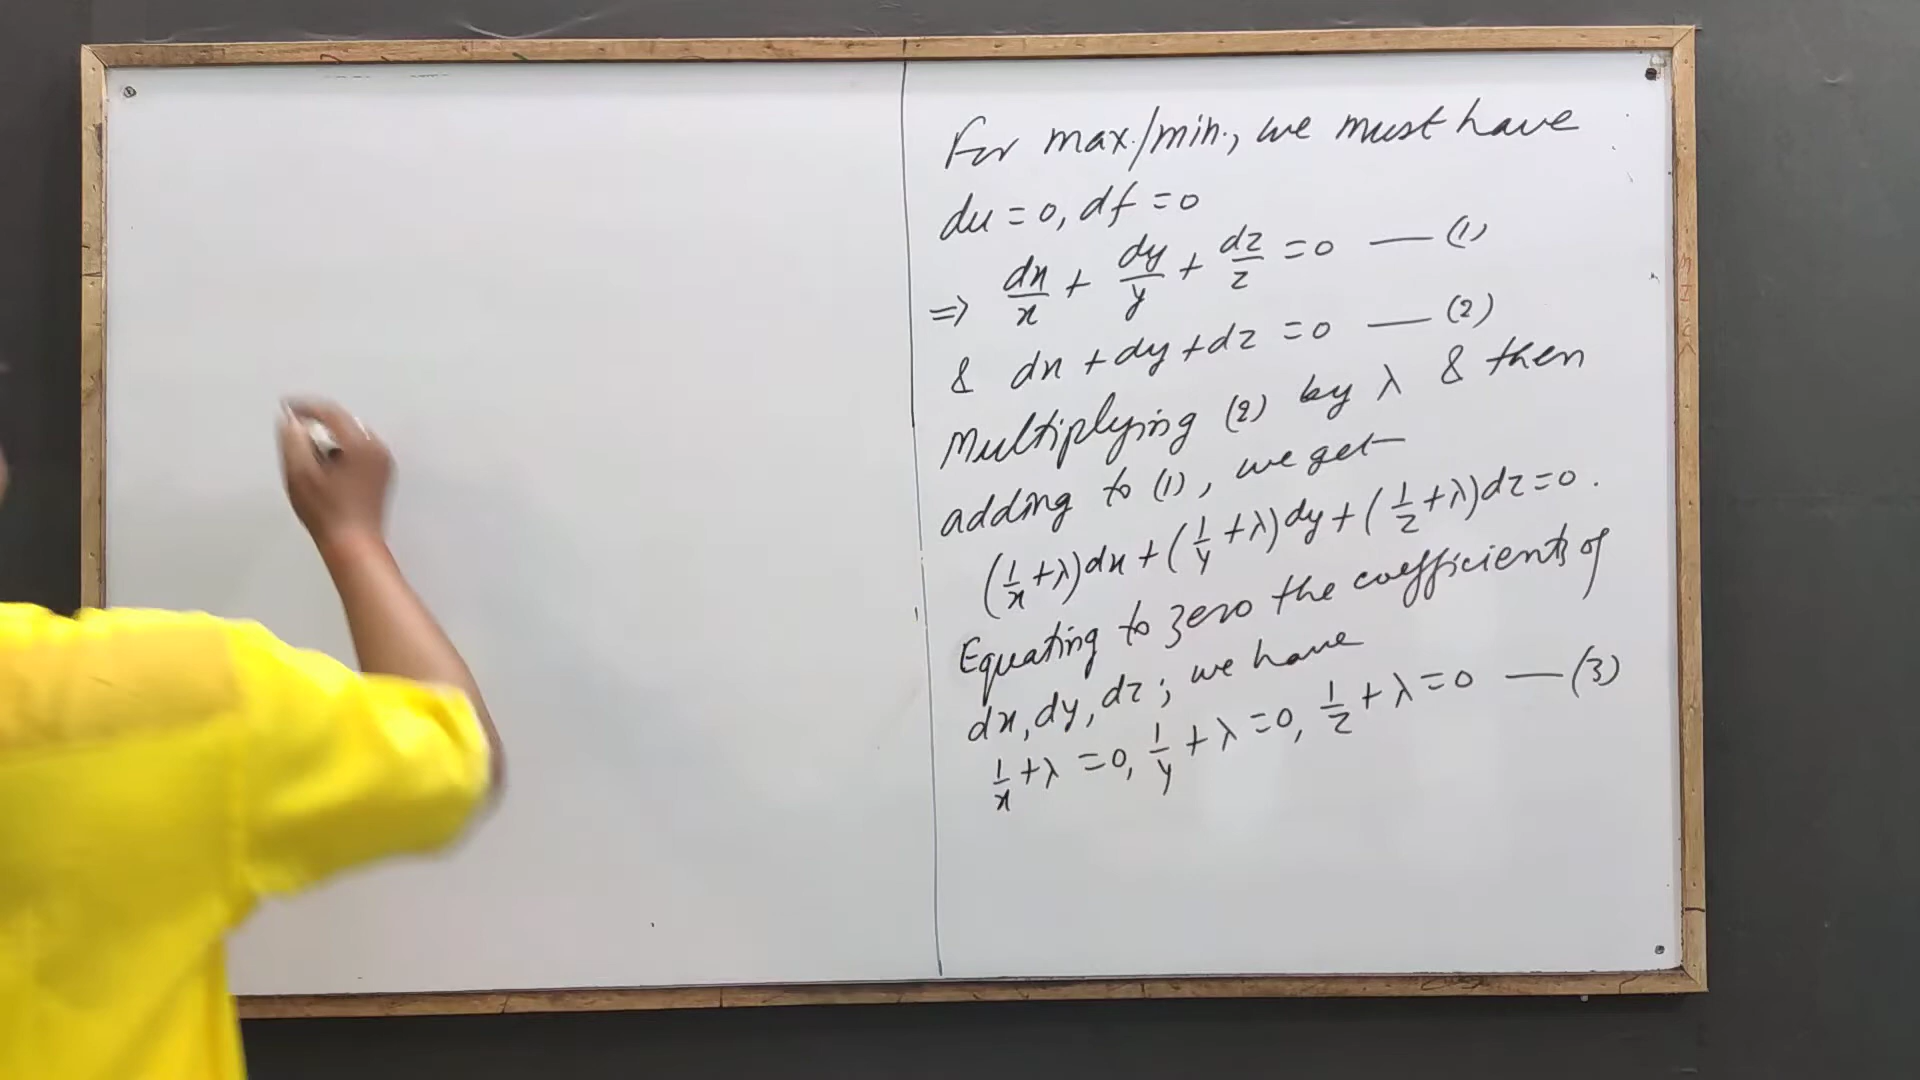 For max./min., we must have
du = 0, df = 0
=> dx/x + dy/y + dz/z = 0 — (1)
& dx + dy + dz = 0 — (2)
Multiplying (2) by λ & then
adding to (1), we get
(1/x + λ)dx + (1/y + λ)dy + (1/z + λ)dz = 0.
Equating to zero the coefficients of
dx, dy, dz; we have
1/x + λ = 0, 1/y + λ = 0, 1/z + λ = 0 — (3)